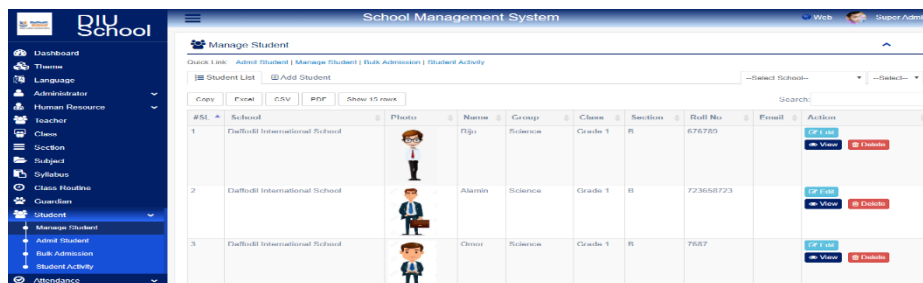 DIU
School
School Management System
Web
Super Admi
Dashboard
Theme
Language
Administrator
Human Resource
Teacher
Class
Section
Subject
Syllabus
Class Routine
Guardian
Student
Manage Student
Admit Student
Bulk Admission
Student Activity
Attendance
Manage Student
Quick Link: Admit Student | Manage Student | Bulk Admission | Student Activity
Student List Add Student --Select School-- --Select--
Copy Excel CSV PDF Show 15 rows Search:
#SL School Photo Name Group Class Section Roll No Email Action
1 Daffodil International School Riju Science Grade 1 B 676789 Edit
View Delete
2 Daffodil International School Alamin Science Grade 1 B 723658723 Edit
View Delete
3 Daffodil International School Omor Science Grade 1 B 7687 Edit
View Delete